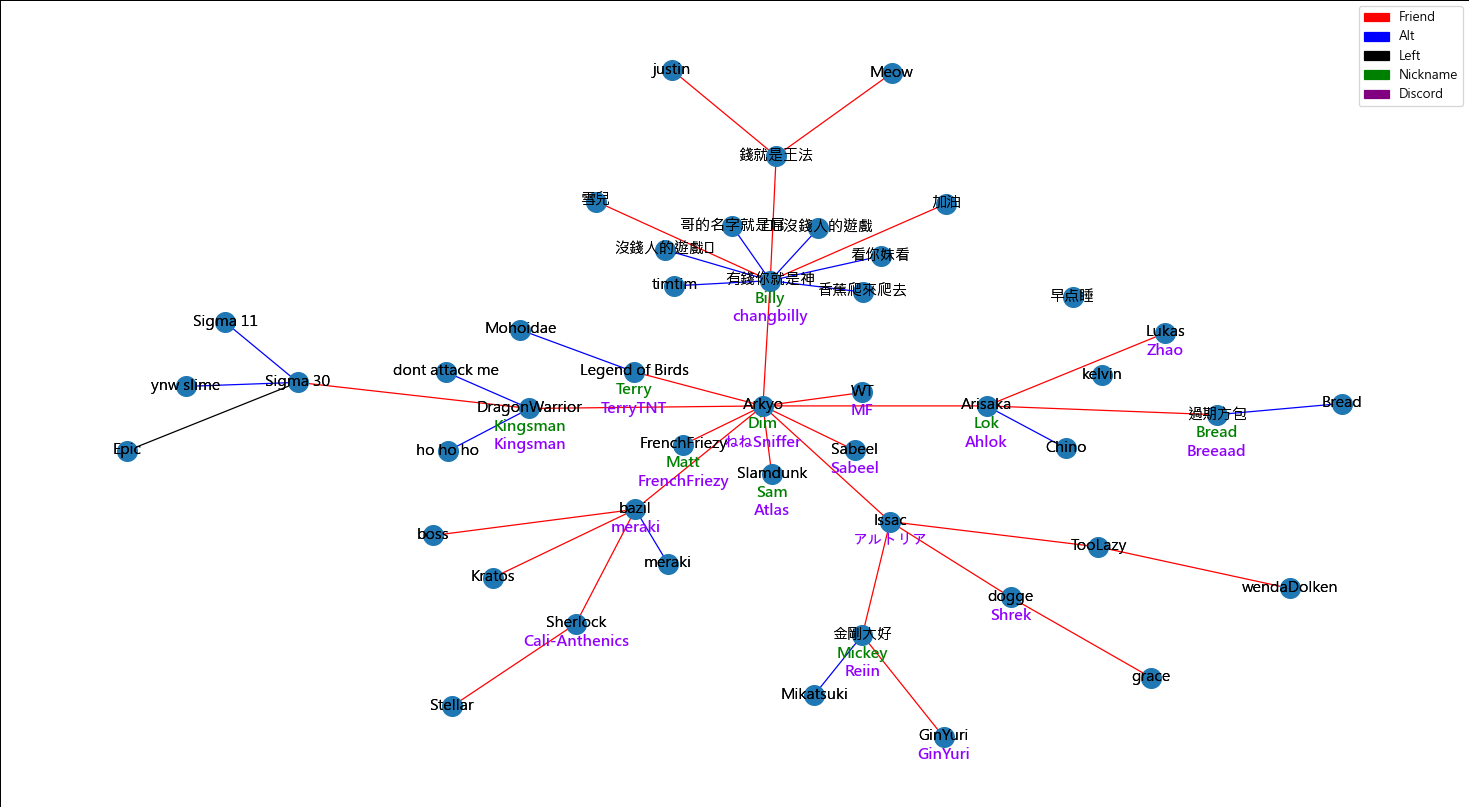 Friend
Alt
Left
Nickname
Discord
justin
Meow
錢就是王法
雪兒
加油
哥的名字就是屌
沒錢人的遊戲
沒錢人的遊戲
看你妹看
有錢你就是神
Billy
changbilly
timtim
香蕉爬來爬去
早点睡
Sigma 11
Mohoidae
Lukas
Zhao
ynw slime
Sigma 30
dont attack me
Legend of Birds
Terry
TerryTNT
kelvin
DragonWarrior
Kingsman
Kingsman
Arkyo
Dim
ねねSniffer
WT
MF
Arisaka
Lok
Ahlok
過期方包
Bread
Breeaad
Bread
Epic
ho ho ho
FrenchFriezy
Matt
FrenchFriezy
Slamdunk
Sam
Atlas
Sabeel
Sabeel
Chino
bazil
meraki
Issac
アルトリア
boss
Kratos
meraki
TooLazy
wendaDolken
dogge
Shrek
Sherlock
Cali-Anthenics
金剛大好
Mickey
Reiin
grace
Stellar
Mikatsuki
GinYuri
GinYuri